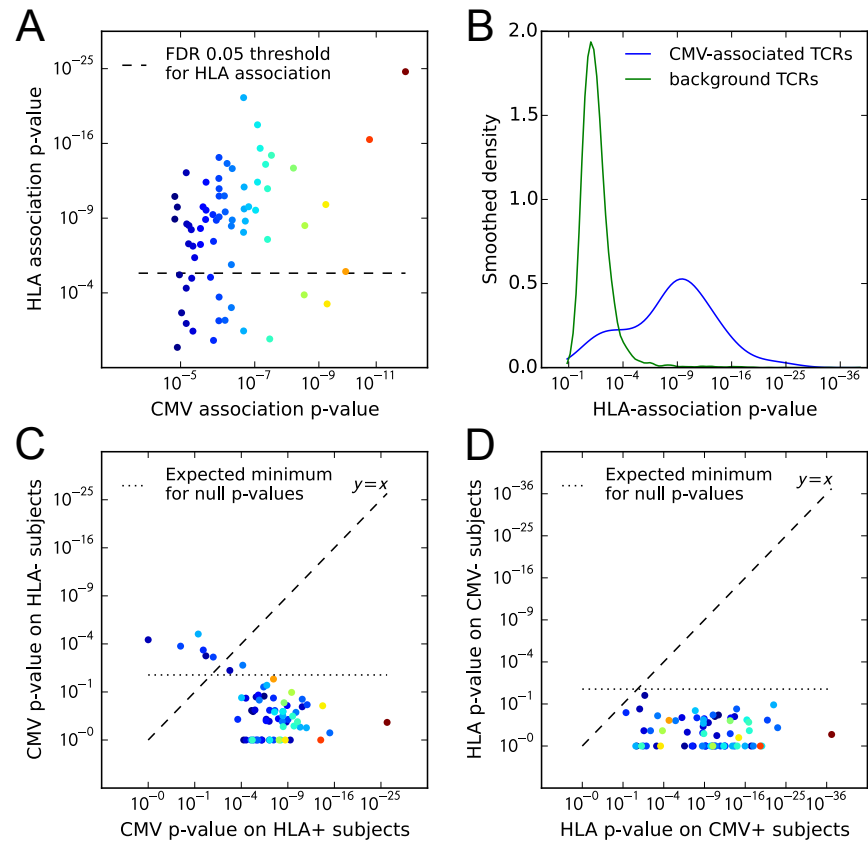 A
FDR 0.05 threshold
for HLA association
10⁻²⁵
10⁻¹⁶
10⁻⁹
10⁻⁴
HLA association p-value
10⁻⁵
10⁻⁷
10⁻⁹
10⁻¹¹
CMV association p-value
B
CMV-associated TCRs
background TCRs
2.0
1.5
1.0
0.5
0.0
Smoothed density
10⁻¹
10⁻⁴
10⁻⁹
10⁻¹⁶
10⁻²⁵
10⁻³⁶
HLA-association p-value
C
Expected minimum
for null p-values
y=x
10⁻²⁵
10⁻¹⁶
10⁻⁹
10⁻⁴
10⁻¹
10⁻⁰
CMV p-value on HLA- subjects
10⁻⁰
10⁻¹
10⁻⁴
10⁻⁹
10⁻¹⁶
10⁻²⁵
CMV p-value on HLA+ subjects
D
Expected minimum
for null p-values
y=x
10⁻³⁶
10⁻²⁵
10⁻¹⁶
10⁻⁹
10⁻⁴
10⁻¹
10⁻⁰
HLA p-value on CMV- subjects
10⁻⁰
10⁻¹
10⁻⁴
10⁻⁹
10⁻¹⁶
10⁻²⁵
10⁻³⁶
HLA p-value on CMV+ subjects